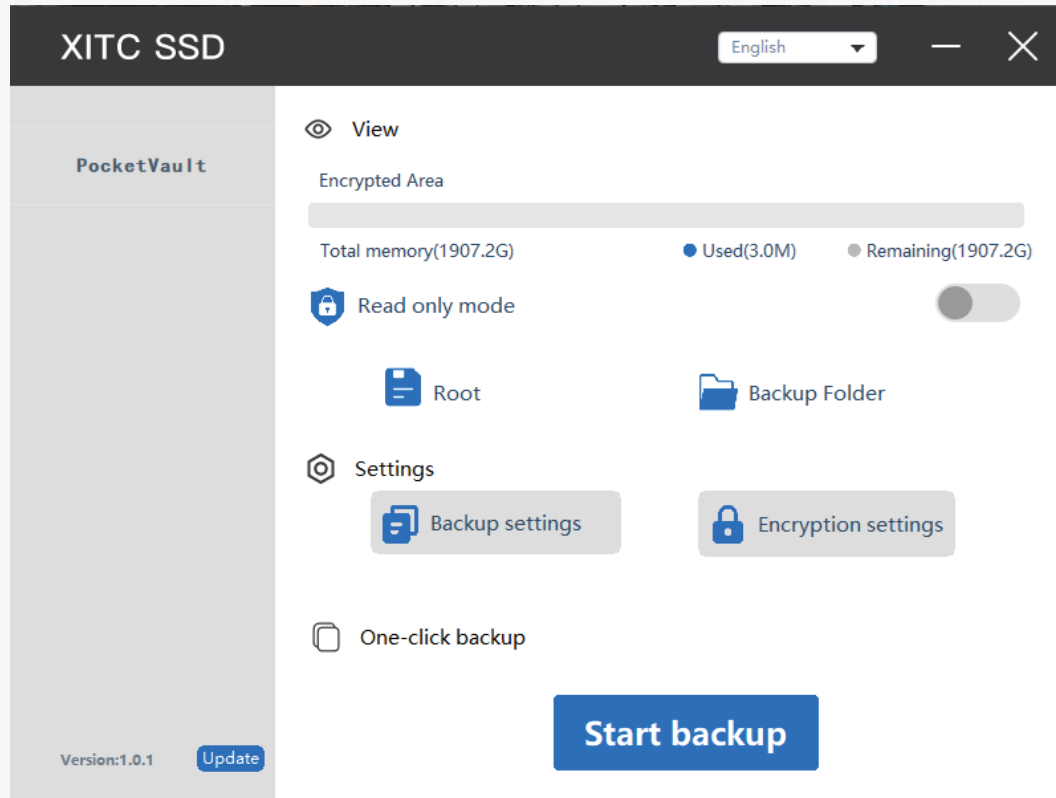 XITC SSD
English
PocketVault
View
Encrypted Area
Total memory(1907.2G)
Used(3.0M)
Remaining(1907.2G)
Read only mode
Root
Backup Folder
Settings
Backup settings
Encryption settings
One-click backup
Start backup
Version:1.0.1
Update